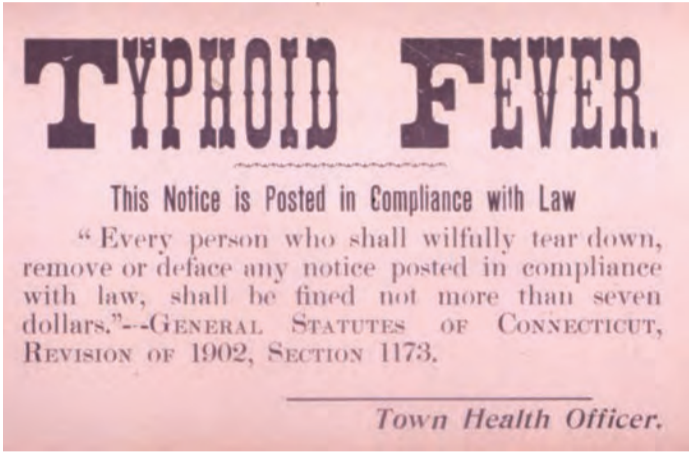 TYPHOID FEVER.
This Notice is Posted in Compliance with Law
“Every person who shall wilfully tear down,
remove or deface any notice posted in compliance
with law, shall be fined not more than seven
dollars.”--GENERAL STATUTES OF CONNECTICUT,
REVISION OF 1902, SECTION 1173.
Town Health Officer.